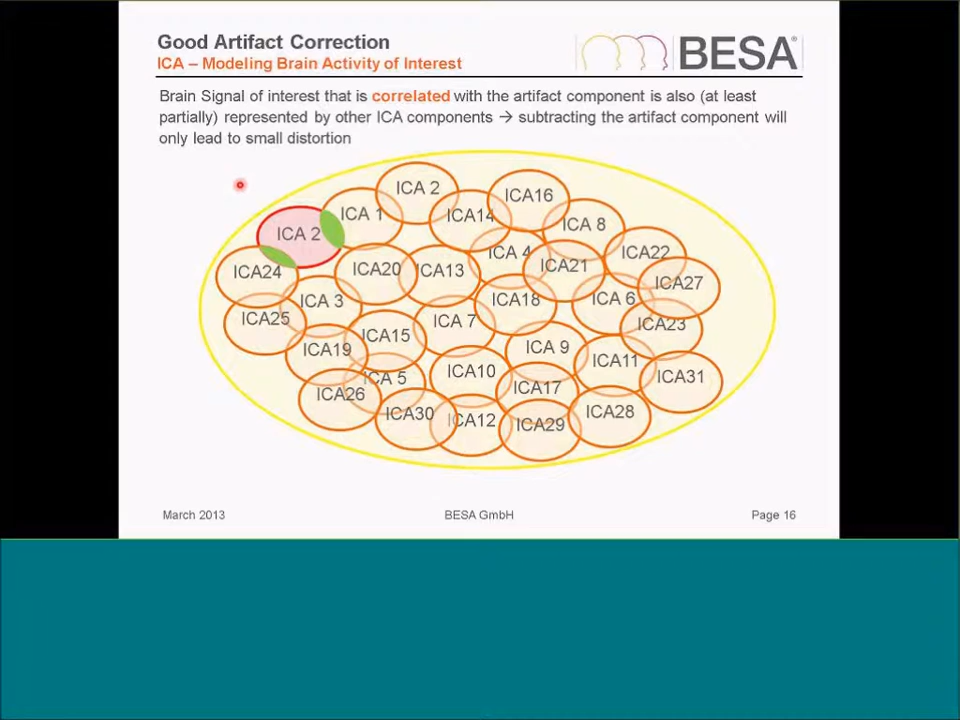 Good Artifact Correction
ICA – Modeling Brain Activity of Interest
BESA®
Brain Signal of interest that is correlated with the artifact component is also (at least
partially) represented by other ICA components → subtracting the artifact component will
only lead to small distortion
ICA 2
ICA16
ICA 1
ICA14
ICA 8
ICA 2
ICA 4
ICA22
ICA24
ICA20
ICA13
ICA21
ICA27
ICA 3
ICA18
ICA 6
ICA25
ICA 7
ICA23
ICA19
ICA15
ICA 9
ICA11
ICA 5
ICA10
ICA17
ICA31
ICA26
ICA30
ICA12
ICA29
ICA28
March 2013
BESA GmbH
Page 16